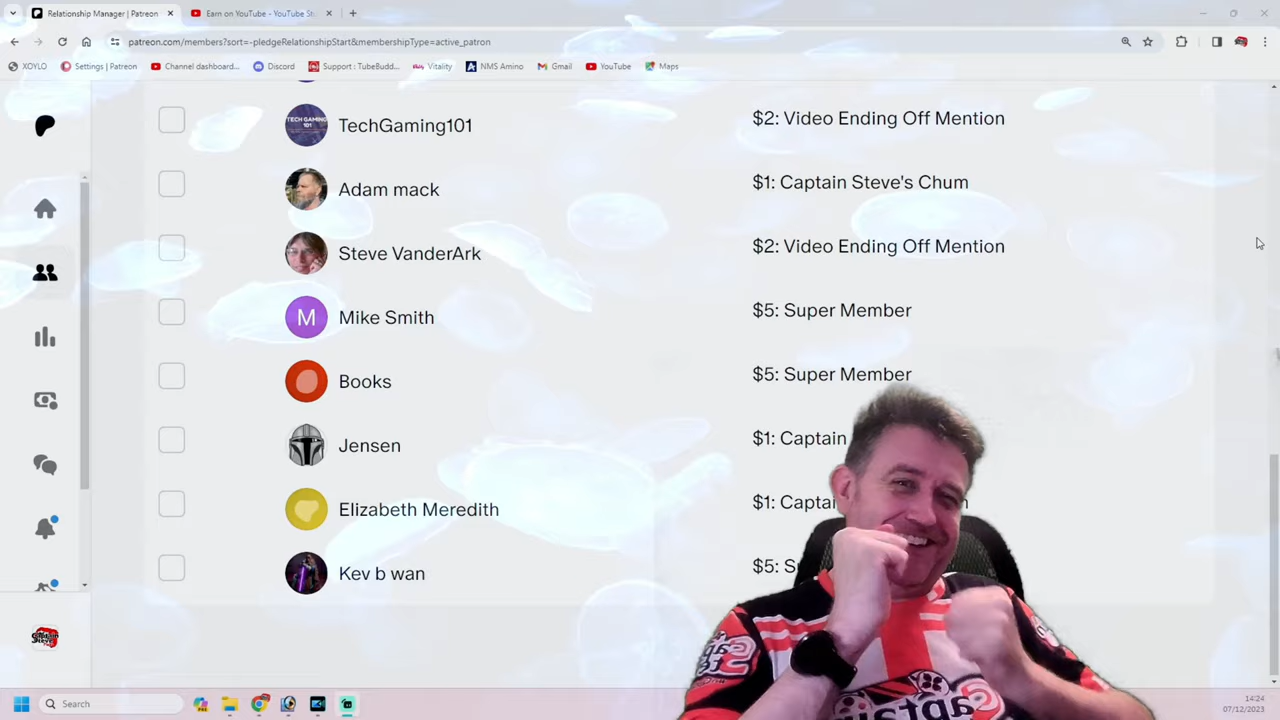 Relationship Manager | Patreon
Earn on YouTube - YouTube St
patreon.com/members?sort=-pledgeRelationshipStart&membershipType=active_patron
XOYLO
Settings | Patreon
Channel dashboard...
Discord
Support : TubeBudd...
Vitality
NMS Amino
Gmail
YouTube
Maps
TechGaming101
$2: Video Ending Off Mention
Adam mack
$1: Captain Steve's Chum
Steve VanderArk
$2: Video Ending Off Mention
Mike Smith
$5: Super Member
M
Books
$5: Super Member
Jensen
$1: Captain
Elizabeth Meredith
$1: Capta
Kev b wan
$5: S
Search
14:24
07/12/2023